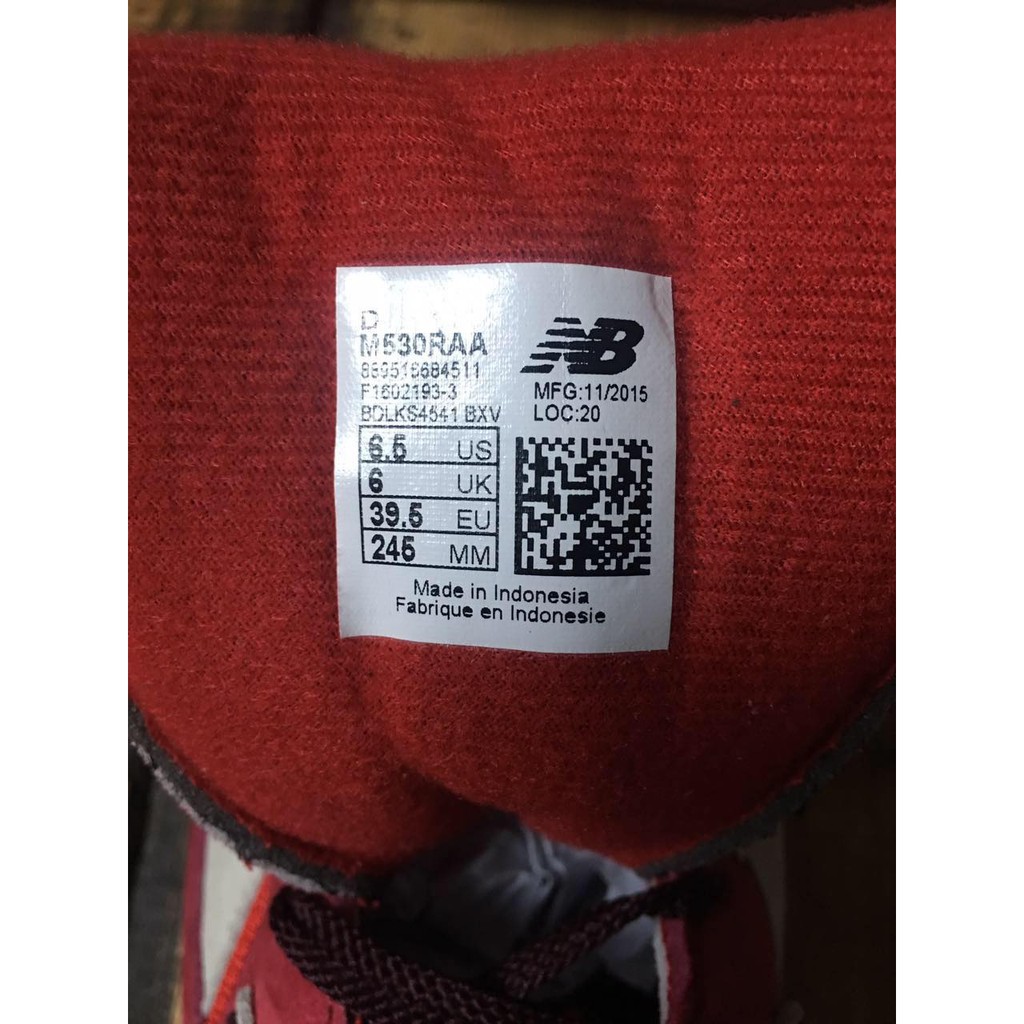 D
M530RAA
889516684511
F1602193-3
BDLKS4541 BXV
NB
MFG:11/2015
LOC:20
6.5 US
6 UK
39.5 EU
245 MM
Made in Indonesia
Fabrique en Indonesie